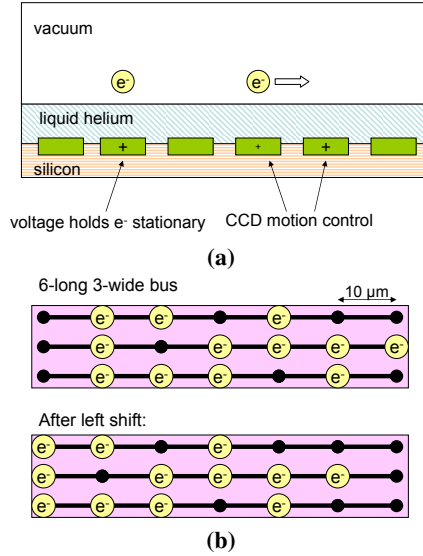 vacuum
e- e-
liquid helium
+ + +
silicon
voltage holds e- stationary CCD motion control
(a)
6-long 3-wide bus 10 µm
e- e- e-
e- e- e- e- e-
e- e- e- e-
After left shift:
e- e- e-
e- e- e- e- e-
e- e- e- e-
(b)